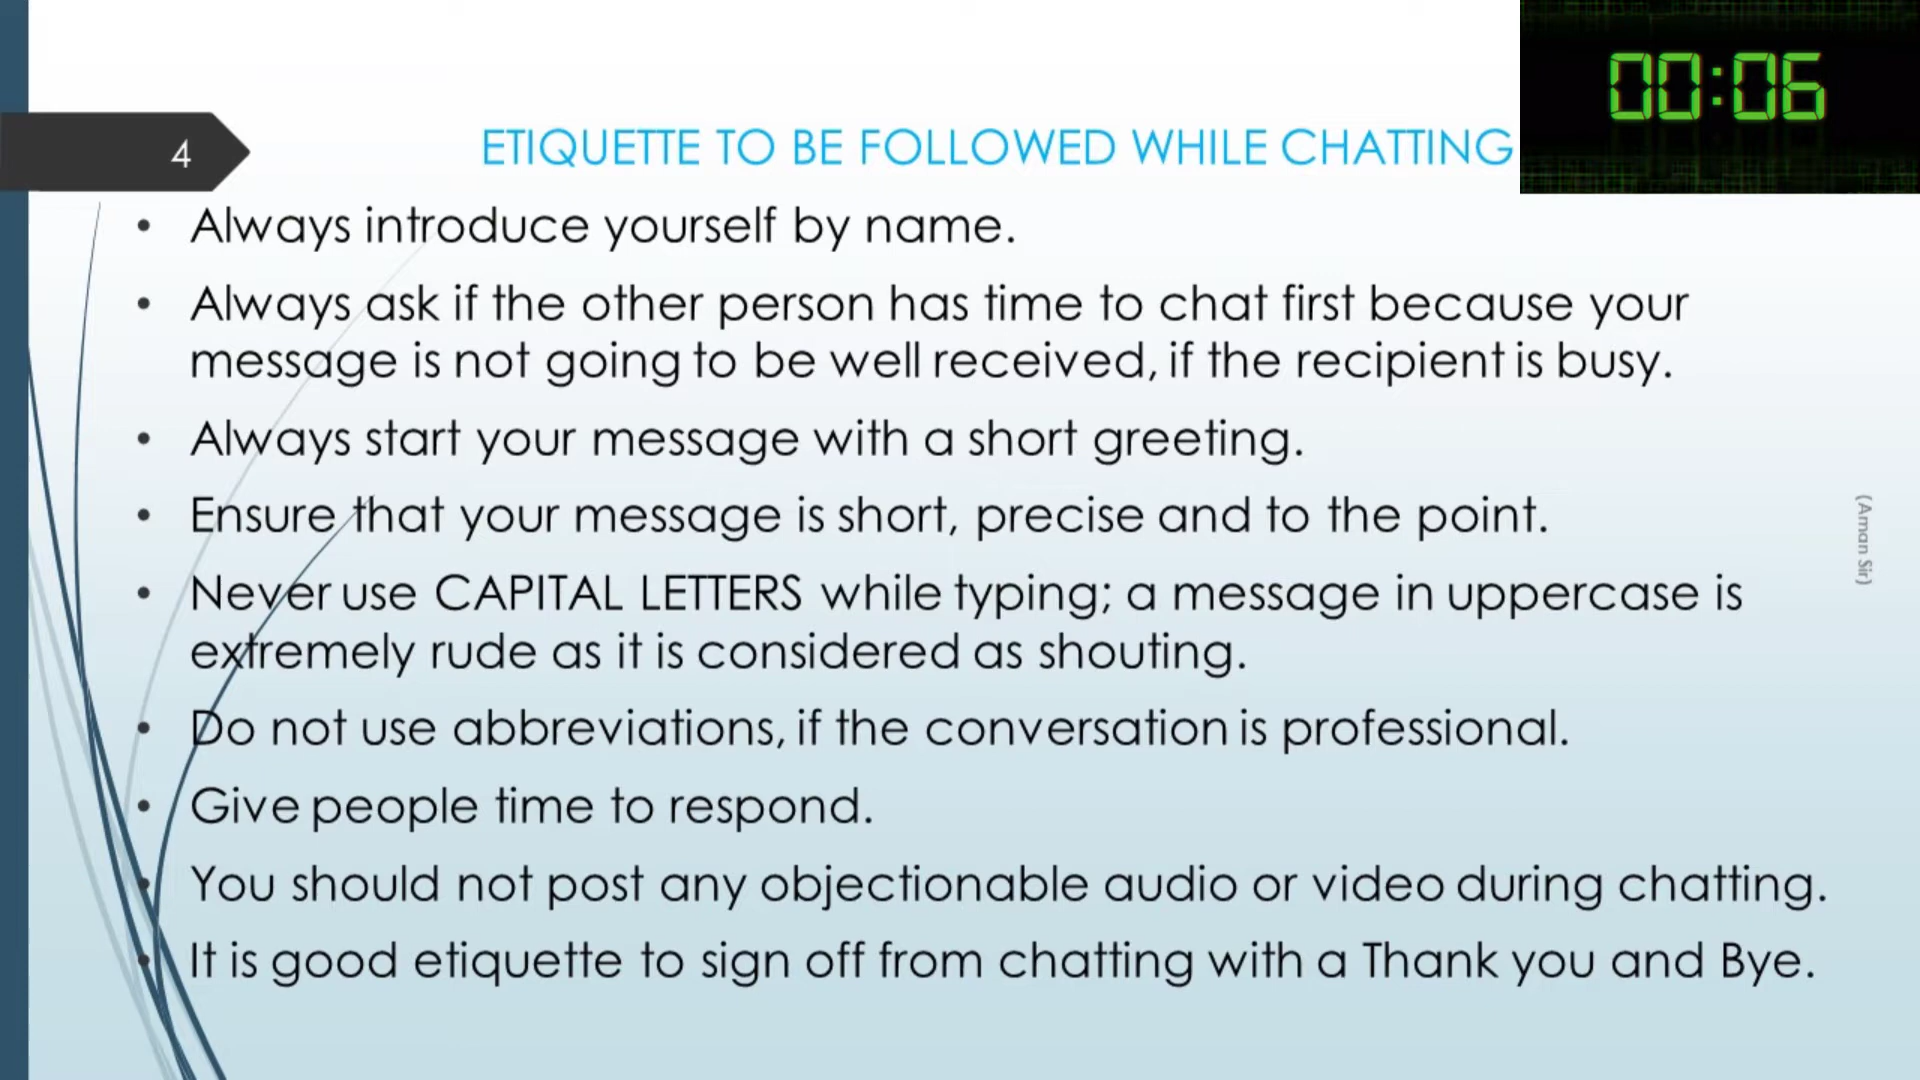 00:06
4
ETIQUETTE TO BE FOLLOWED WHILE CHATTING
• Always introduce yourself by name.
• Always ask if the other person has time to chat first because your
message is not going to be well received, if the recipient is busy.
• Always start your message with a short greeting.
• Ensure that your message is short, precise and to the point.
• Never use CAPITAL LETTERS while typing; a message in uppercase is
extremely rude as it is considered as shouting.
• Do not use abbreviations, if the conversation is professional.
• Give people time to respond.
• You should not post any objectionable audio or video during chatting.
• It is good etiquette to sign off from chatting with a Thank you and Bye.
(Aman Sir)